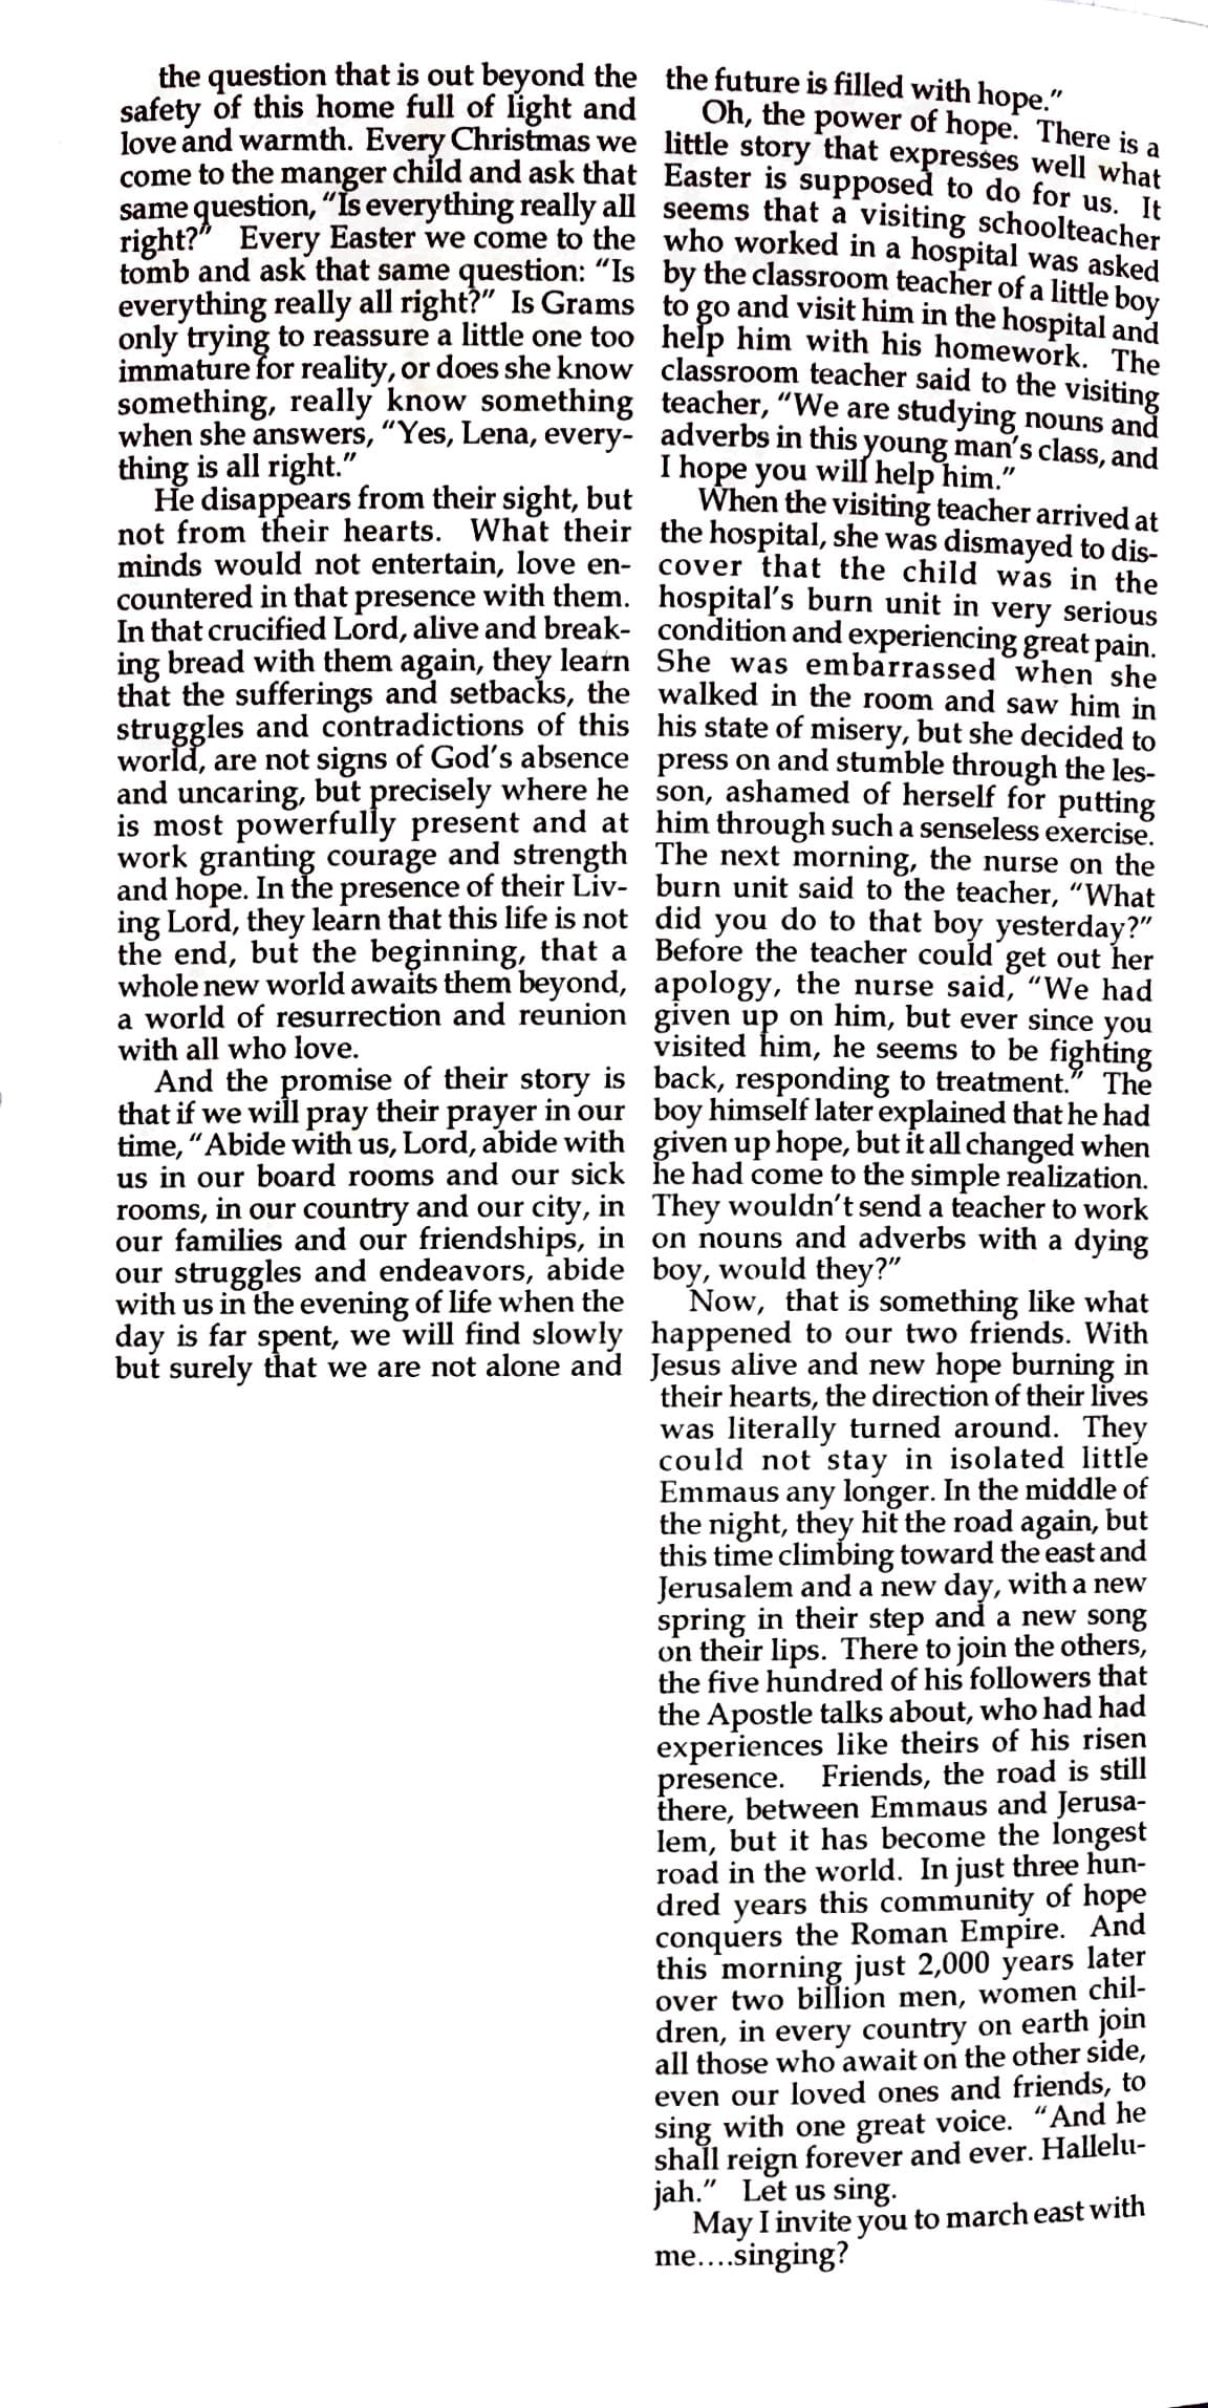 the question that is out beyond the
safety of this home full of light and
love and warmth. Every Christmas we
come to the manger child and ask that
same question, “Is everything really all
right?” Every Easter we come to the
tomb and ask that same question: “Is
everything really all right?” Is Grams
only trying to reassure a little one too
immature for reality, or does she know
something, really know something
when she answers, “Yes, Lena, every-
thing is all right.”
He disappears from their sight, but
not from their hearts. What their
minds would not entertain, love en-
countered in that presence with them.
In that crucified Lord, alive and break-
ing bread with them again, they learn
that the sufferings and setbacks, the
struggles and contradictions of this
world, are not signs of God's absence
and uncaring, but precisely where he
is most powerfully present and at
work granting courage and strength
and hope. In the presence of their Liv-
ing Lord, they learn that this life is not
the end, but the beginning, that a
whole new world awaits them beyond,
a world of resurrection and reunion
with all who love.
And the promise of their story is
that if we will pray their prayer in our
time, “Abide with us, Lord, abide with
us in our board rooms and our sick
rooms, in our country and our city, in
our families and our friendships, in
our struggles and endeavors, abide
with us in the evening of life when the
day is far spent, we will find slowly
but surely that we are not alone and
the future is filled with hope.”
Oh, the power of hope. There is a
little story that expresses well what
Easter is supposed to do for us. It
seems that a visiting schoolteacher
who worked in a hospital was asked
by the classroom teacher of a little boy
to go and visit him in the hospital and
help him with his homework. The
classroom teacher said to the visiting
teacher, “We are studying nouns and
adverbs in this young man's class, and
I hope you will help him.”
When the visiting teacher arrived at
the hospital, she was dismayed to dis-
cover that the child was in the
hospital's burn unit in very serious
condition and experiencing great pain.
She was embarrassed when she
walked in the room and saw him in
his state of misery, but she decided to
press on and stumble through the les-
son, ashamed of herself for putting
him through such a senseless exercise.
The next morning, the nurse on the
burn unit said to the teacher, “What
did you do to that boy yesterday?”
Before the teacher could get out her
apology, the nurse said, “We had
given up on him, but ever since you
visited him, he seems to be fighting
back, responding to treatment.” The
boy himself later explained that he had
given up hope, but it all changed when
he had come to the simple realization.
They wouldn't send a teacher to work
on nouns and adverbs with a dying
boy, would they?”
Now, that is something like what
happened to our two friends. With
Jesus alive and new hope burning in
their hearts, the direction of their lives
was literally turned around. They
could not stay in isolated little
Emmaus any longer. In the middle of
the night, they hit the road again, but
this time climbing toward the east and
Jerusalem and a new day, with a new
spring in their step and a new song
on their lips. There to join the others,
the five hundred of his followers that
the Apostle talks about, who had had
experiences like theirs of his risen
presence. Friends, the road is still
there, between Emmaus and Jerusa-
lem, but it has become the longest
road in the world. In just three hun-
dred years this community of hope
conquers the Roman Empire. And
this morning just 2,000 years later
over two billion men, women chil-
dren, in every country on earth join
all those who await on the other side,
even our loved ones and friends, to
sing with one great voice. “And he
shall reign forever and ever. Hallelu-
jah.” Let us sing.
May I invite you to march east with
me....singing?